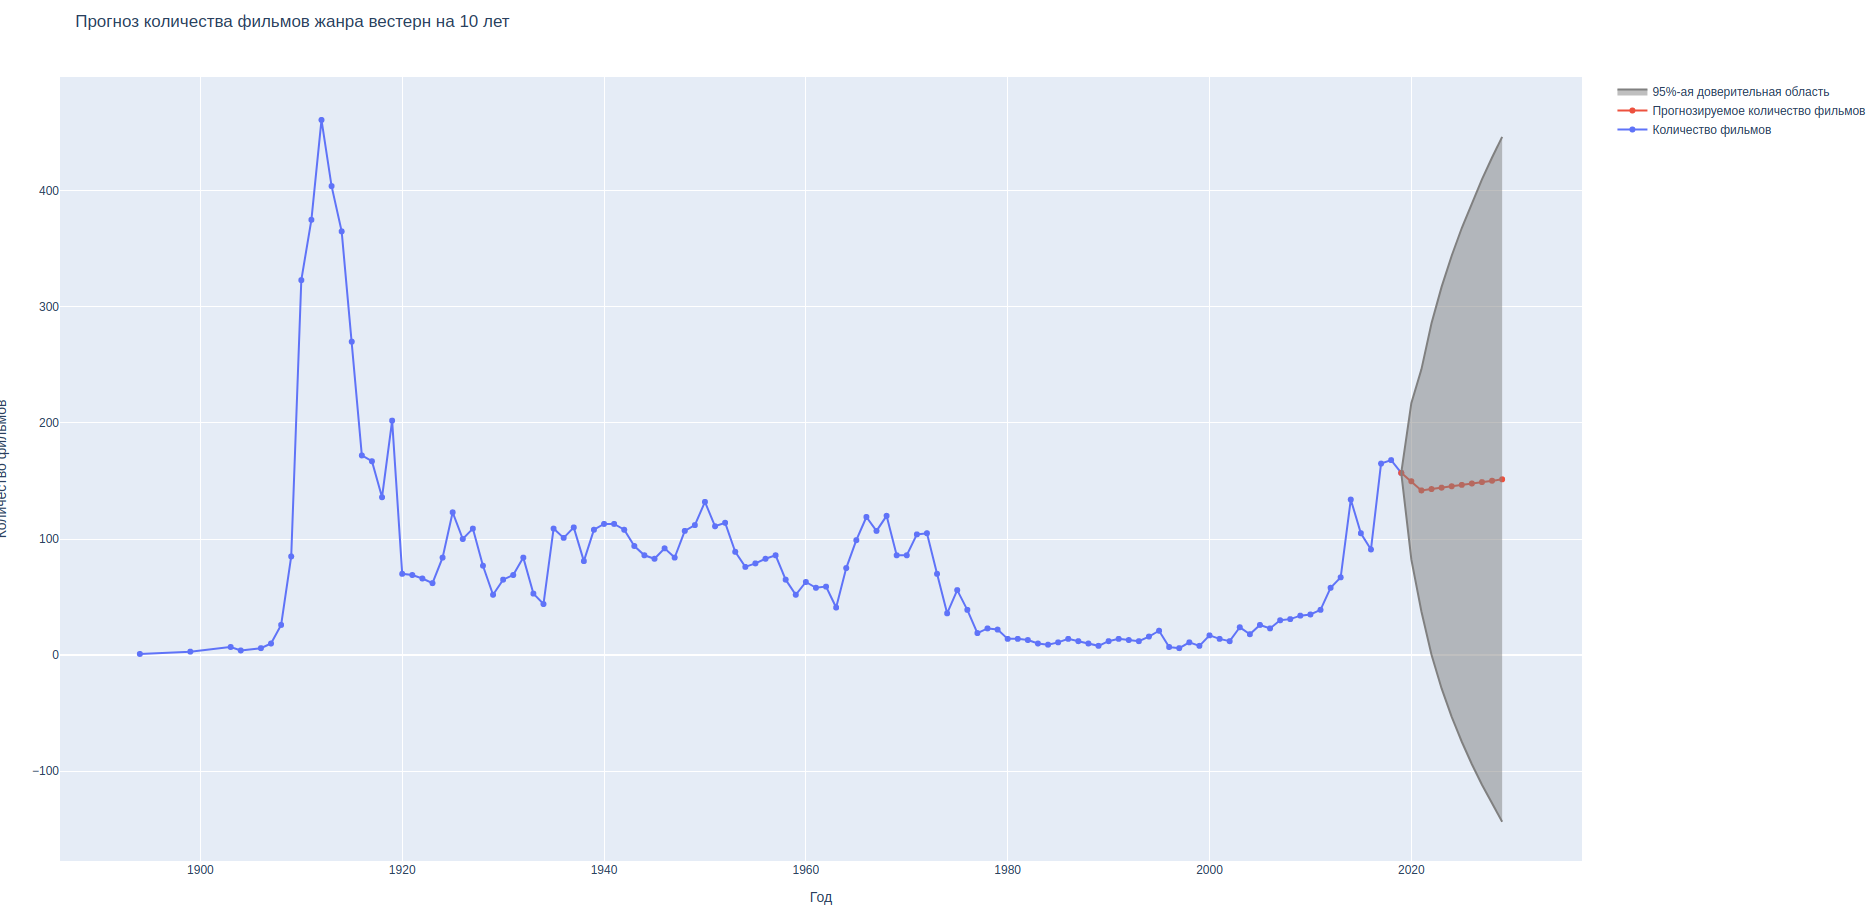 Прогноз количества фильмов жанра вестерн на 10 лет
95%-ая доверительная область
Прогнозируемое количество фильмов
Количество фильмов
400
300
200
100
0
−100
Количество фильмов
1900
1920
1940
1960
1980
2000
2020
Год